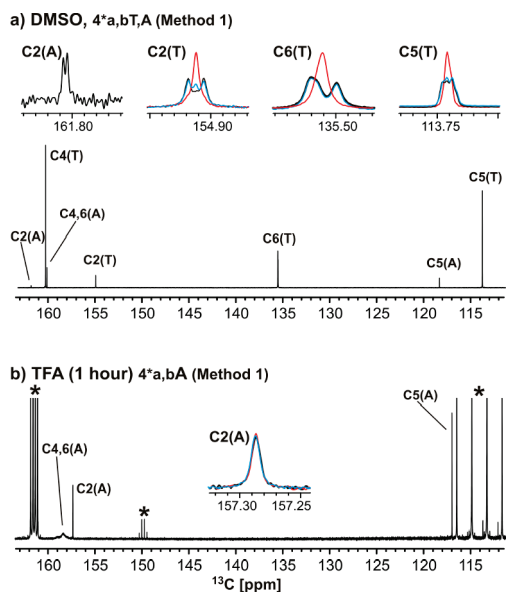 a) DMSO, 4*a,bT,A (Method 1)
C2(A) C2(T) C6(T) C5(T)
161.80 154.90 135.50 113.75
C4(T)
C4,6(A)
C2(A)
C2(T)
C6(T)
C5(A)
C5(T)
160 155 150 145 140 135 130 125 120 115
b) TFA (1 hour) 4*a,bA (Method 1)
*
C4,6(A)
C2(A)
*
C2(A)
157.30 157.25
C5(A)
*
160 155 150 145 140 135 130 125 120 115
¹³C [ppm]